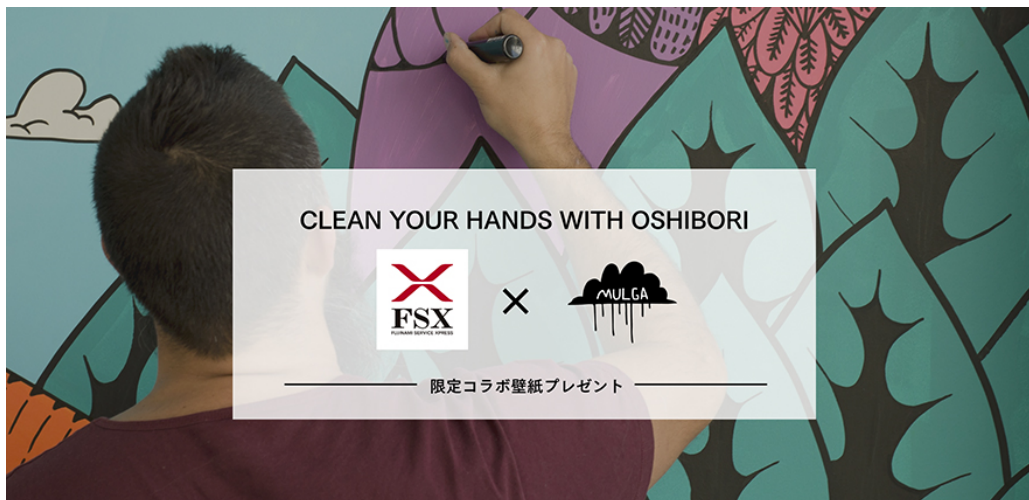 CLEAN YOUR HANDS WITH OSHIBORI
FSX
FUJINAMI SERVICE XPRESS
×
MULGA
限定コラボ壁紙プレゼント